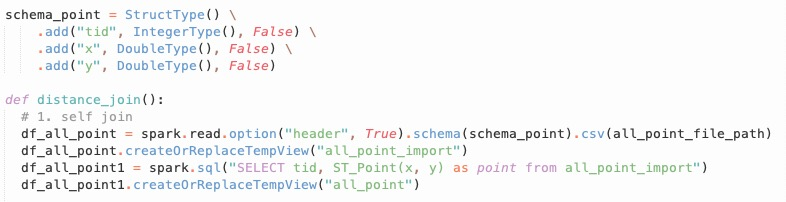 schema_point = StructType() \
    .add("tid", IntegerType(), False) \
    .add("x", DoubleType(), False) \
    .add("y", DoubleType(), False)

def distance_join():
  # 1. self join
  df_all_point = spark.read.option("header", True).schema(schema_point).csv(all_point_file_path)
  df_all_point.createOrReplaceTempView("all_point_import")
  df_all_point1 = spark.sql("SELECT tid, ST_Point(x, y) as point from all_point_import")
  df_all_point1.createOrReplaceTempView("all_point")